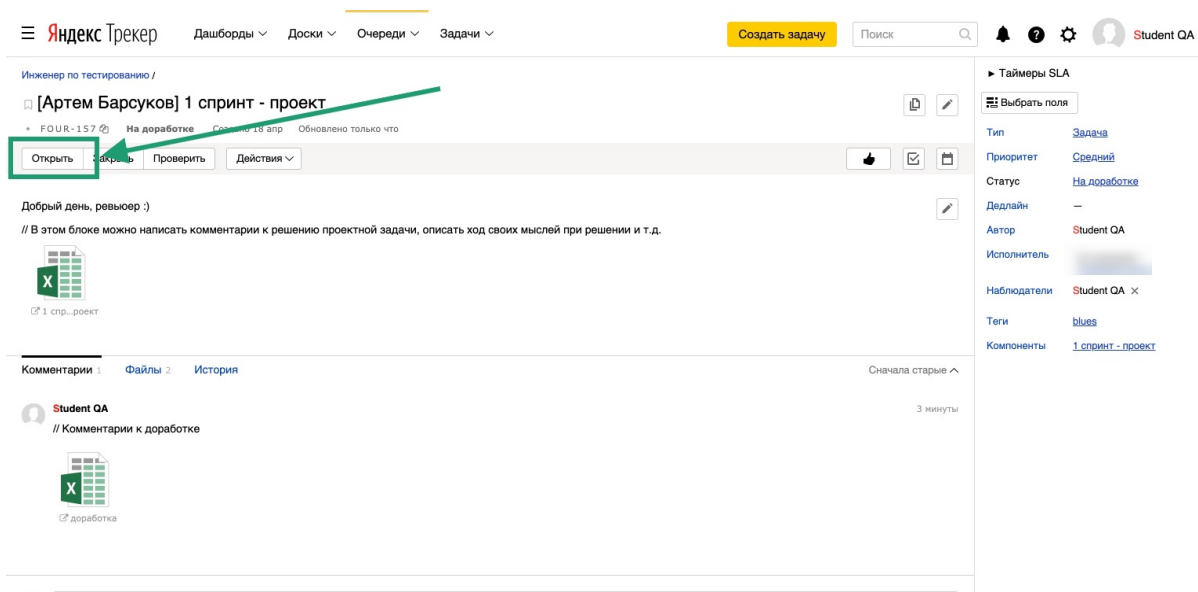 Яндекс Трекер Дашборды Доски Очереди Задачи Создать задачу Поиск Student QA
Инженер по тестированию /
[Артем Барсуков] 1 спринт - проект
FOUR-157 На доработке Создано 18 апр Обновлено только что
Открыть Закрыть Проверить Действия
Добрый день, ревьюер :)
// В этом блоке можно написать комментарии к решению проектной задачи, описать ход своих мыслей при решении и т.д.
1 спр...роект
Комментарии 1 Файлы 2 История Сначала старые
Student QA 3 минуты
// Комментарии к доработке
доработка
Таймеры SLA
Выбрать поля
Тип Задача
Приоритет Средний
Статус На доработке
Дедлайн —
Автор Student QA
Исполнитель
Наблюдатели Student QA ×
Теги blues
Компоненты 1 спринт - проект